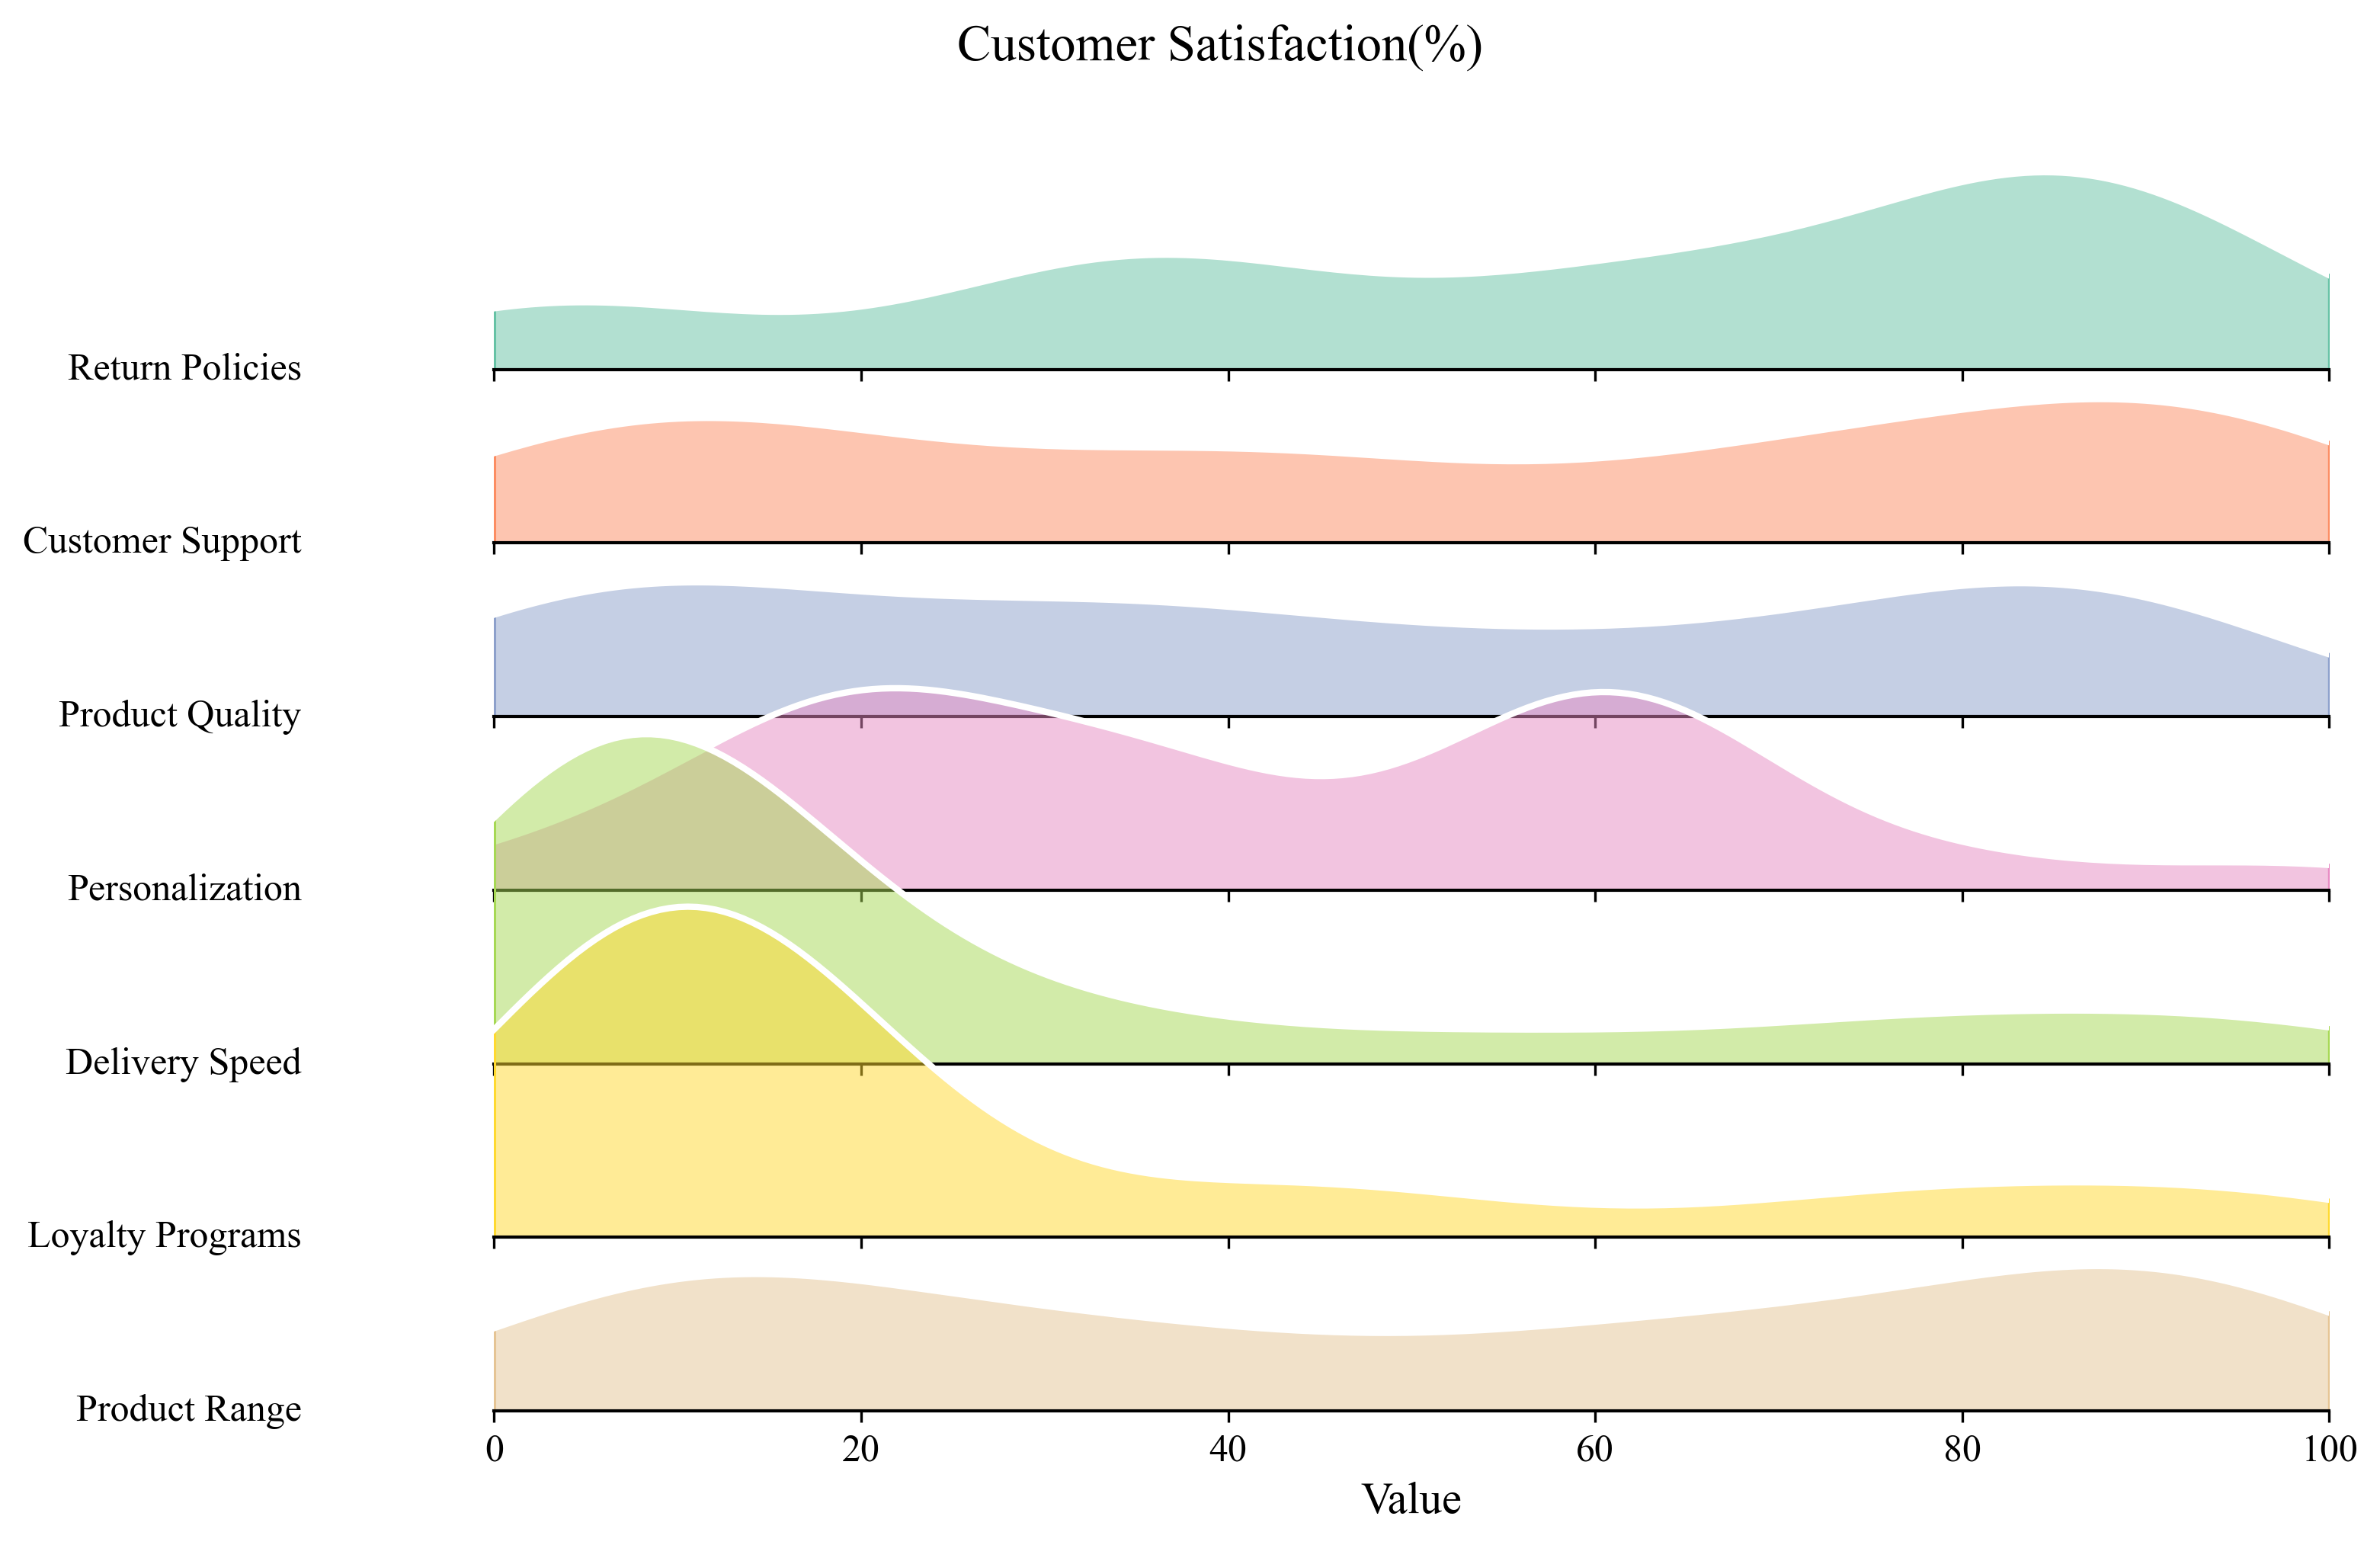 Customer Satisfaction(%)
Return Policies
Customer Support
Product Quality
Personalization
Delivery Speed
Loyalty Programs
Product Range
0 20 40 60 80 100
Value